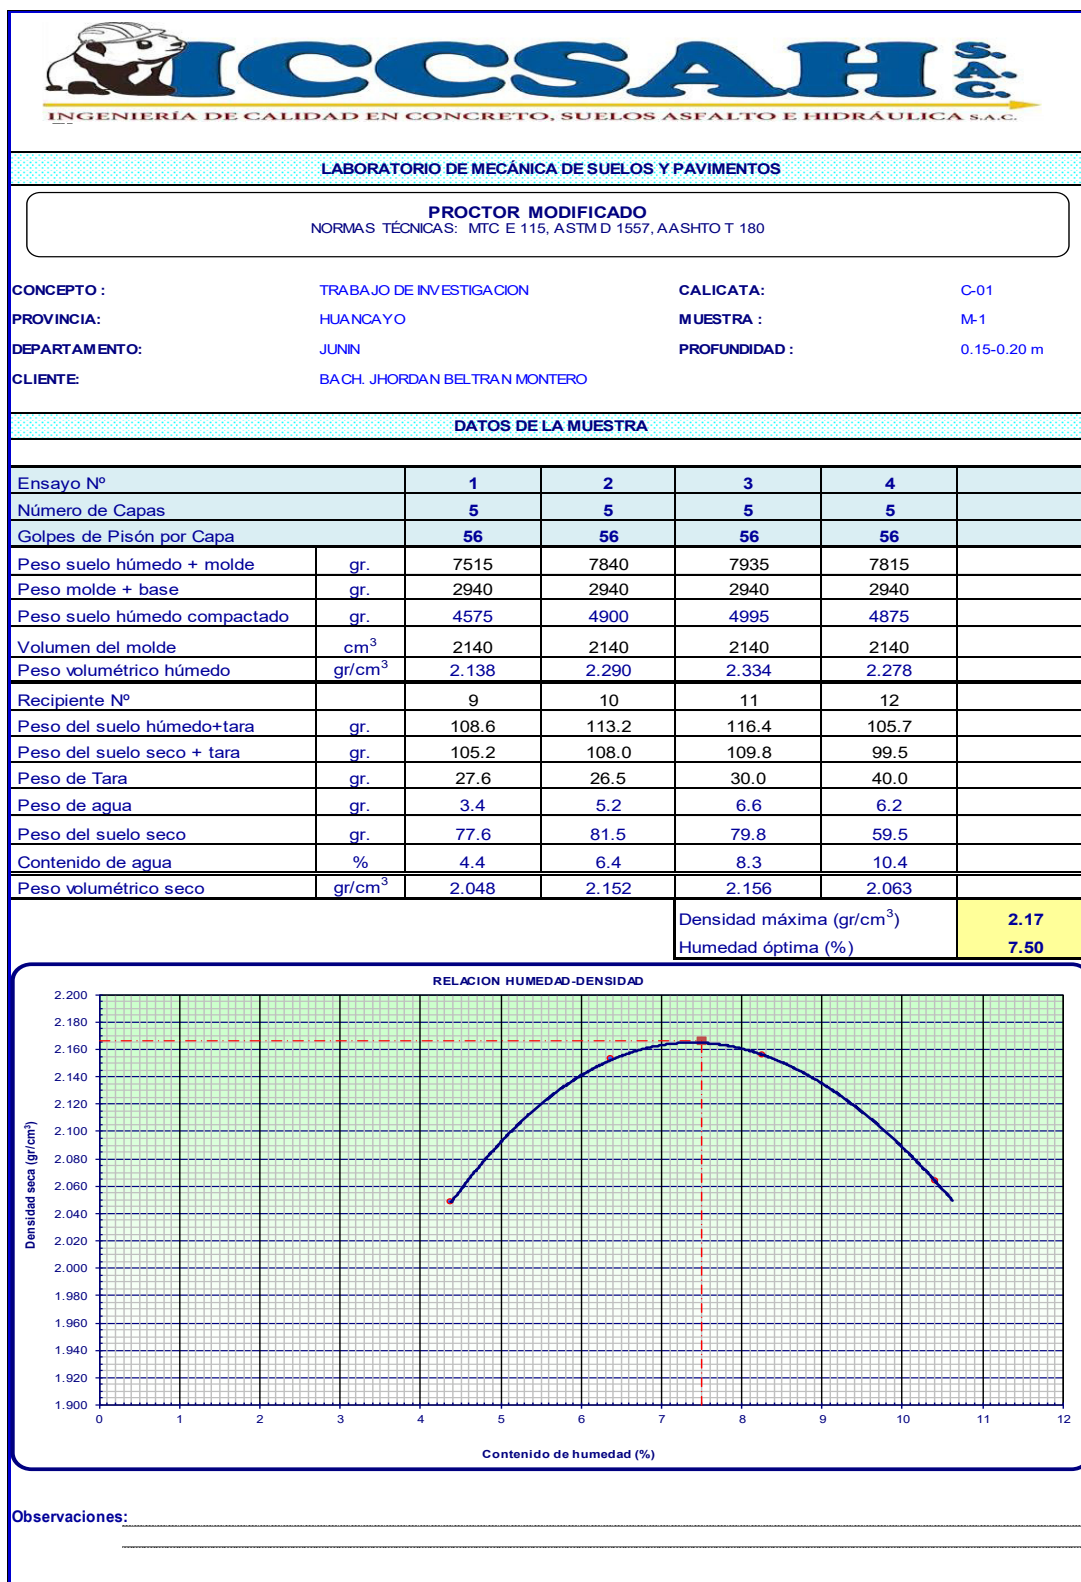 ICCSAH S.A.C.
INGENIERÍA DE CALIDAD EN CONCRETO, SUELOS ASFALTO E HIDRÁULICA S.A.C.
LABORATORIO DE MECÁNICA DE SUELOS Y PAVIMENTOS
PROCTOR MODIFICADO
NORMAS TÉCNICAS: MTC E 115, ASTM D 1557, AASHTO T 180
CONCEPTO : TRABAJO DE INVESTIGACION CALICATA: C-01
PROVINCIA: HUANCAYO MUESTRA : M-1
DEPARTAMENTO: JUNIN PROFUNDIDAD : 0.15-0.20 m
CLIENTE: BACH. JHORDAN BELTRAN MONTERO
DATOS DE LA MUESTRA
Ensayo Nº 1 2 3 4
Número de Capas 5 5 5 5
Golpes de Pisón por Capa 56 56 56 56
Peso suelo húmedo + molde gr. 7515 7840 7935 7815
Peso molde + base gr. 2940 2940 2940 2940
Peso suelo húmedo compactado gr. 4575 4900 4995 4875
Volumen del molde cm³ 2140 2140 2140 2140
Peso volumétrico húmedo gr/cm³ 2.138 2.290 2.334 2.278
Recipiente Nº 9 10 11 12
Peso del suelo húmedo+tara gr. 108.6 113.2 116.4 105.7
Peso del suelo seco + tara gr. 105.2 108.0 109.8 99.5
Peso de Tara gr. 27.6 26.5 30.0 40.0
Peso de agua gr. 3.4 5.2 6.6 6.2
Peso del suelo seco gr. 77.6 81.5 79.8 59.5
Contenido de agua % 4.4 6.4 8.3 10.4
Peso volumétrico seco gr/cm³ 2.048 2.152 2.156 2.063
Densidad máxima (gr/cm³) 2.17
Humedad óptima (%) 7.50
RELACION HUMEDAD-DENSIDAD
Densidad seca (gr/cm³)
2.200
2.180
2.160
2.140
2.120
2.100
2.080
2.060
2.040
2.020
2.000
1.980
1.960
1.940
1.920
1.900
0 1 2 3 4 5 6 7 8 9 10 11 12
Contenido de humedad (%)
Observaciones: